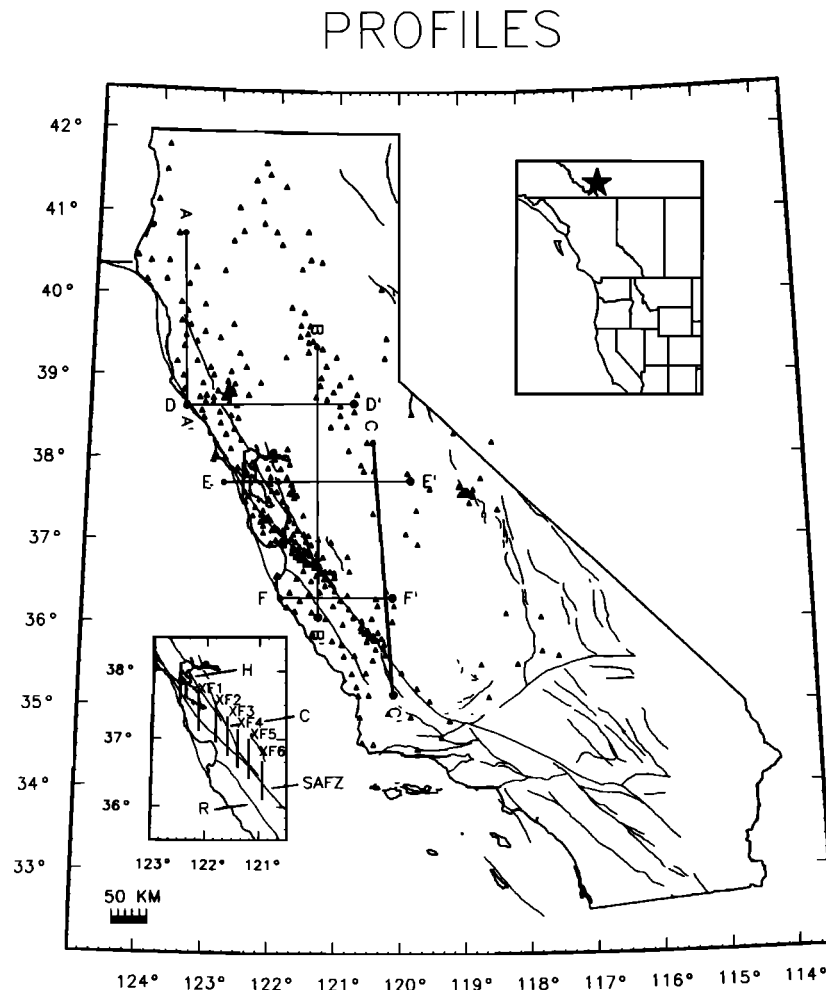 PROFILES
42°
41°
40°
39°
38°
37°
36°
35°
34°
33°
A
B
D
D'
A'
C
E
E'
F
F'
B'
C'
38°
37°
36°
H
XF1
XF2
XF3
XF4
C
XF5
XF6
SAFZ
R
123° 122° 121°
50 KM
124° 123° 122° 121° 120° 119° 118° 117° 116° 115° 114°